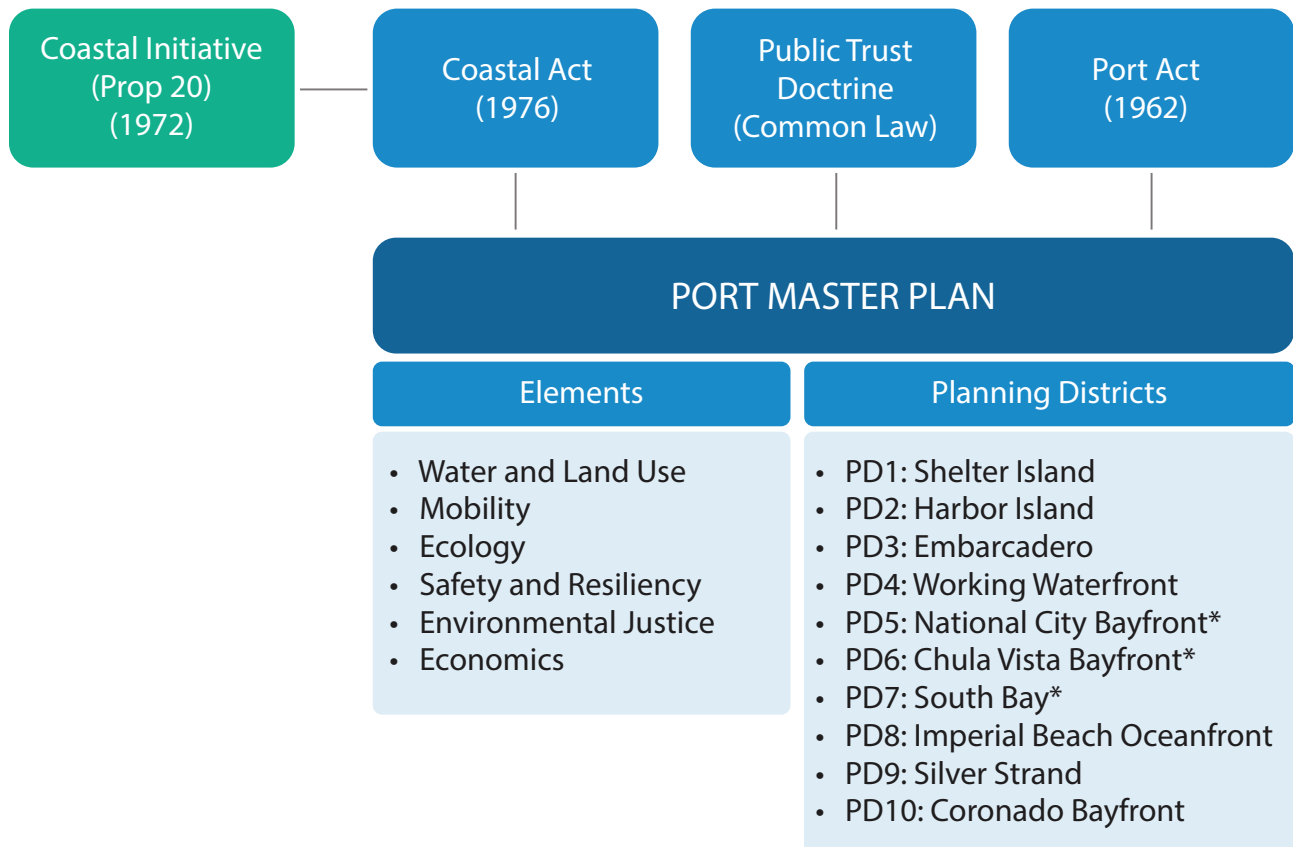 Coastal Initiative
(Prop 20)
(1972)
Coastal Act
(1976)
Public Trust
Doctrine
(Common Law)
Port Act
(1962)
PORT MASTER PLAN
Elements
• Water and Land Use
• Mobility
• Ecology
• Safety and Resiliency
• Environmental Justice
• Economics
Planning Districts
• PD1: Shelter Island
• PD2: Harbor Island
• PD3: Embarcadero
• PD4: Working Waterfront
• PD5: National City Bayfront*
• PD6: Chula Vista Bayfront*
• PD7: South Bay*
• PD8: Imperial Beach Oceanfront
• PD9: Silver Strand
• PD10: Coronado Bayfront